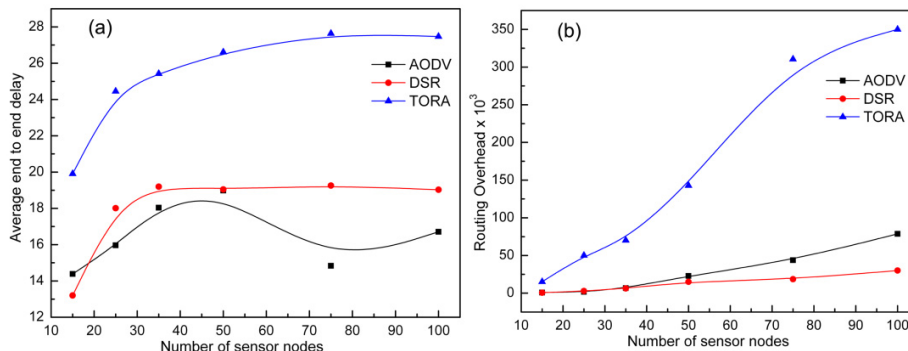 (a)
Average end to end delay
28
26
24
22
20
18
16
14
12
AODV
DSR
TORA
10 20 30 40 50 60 70 80 90 100
Number of sensor nodes
(b)
Routing Overhead x 10³
350
300
250
200
150
100
50
0
AODV
DSR
TORA
10 20 30 40 50 60 70 80 90 100
Number of sensor nodes